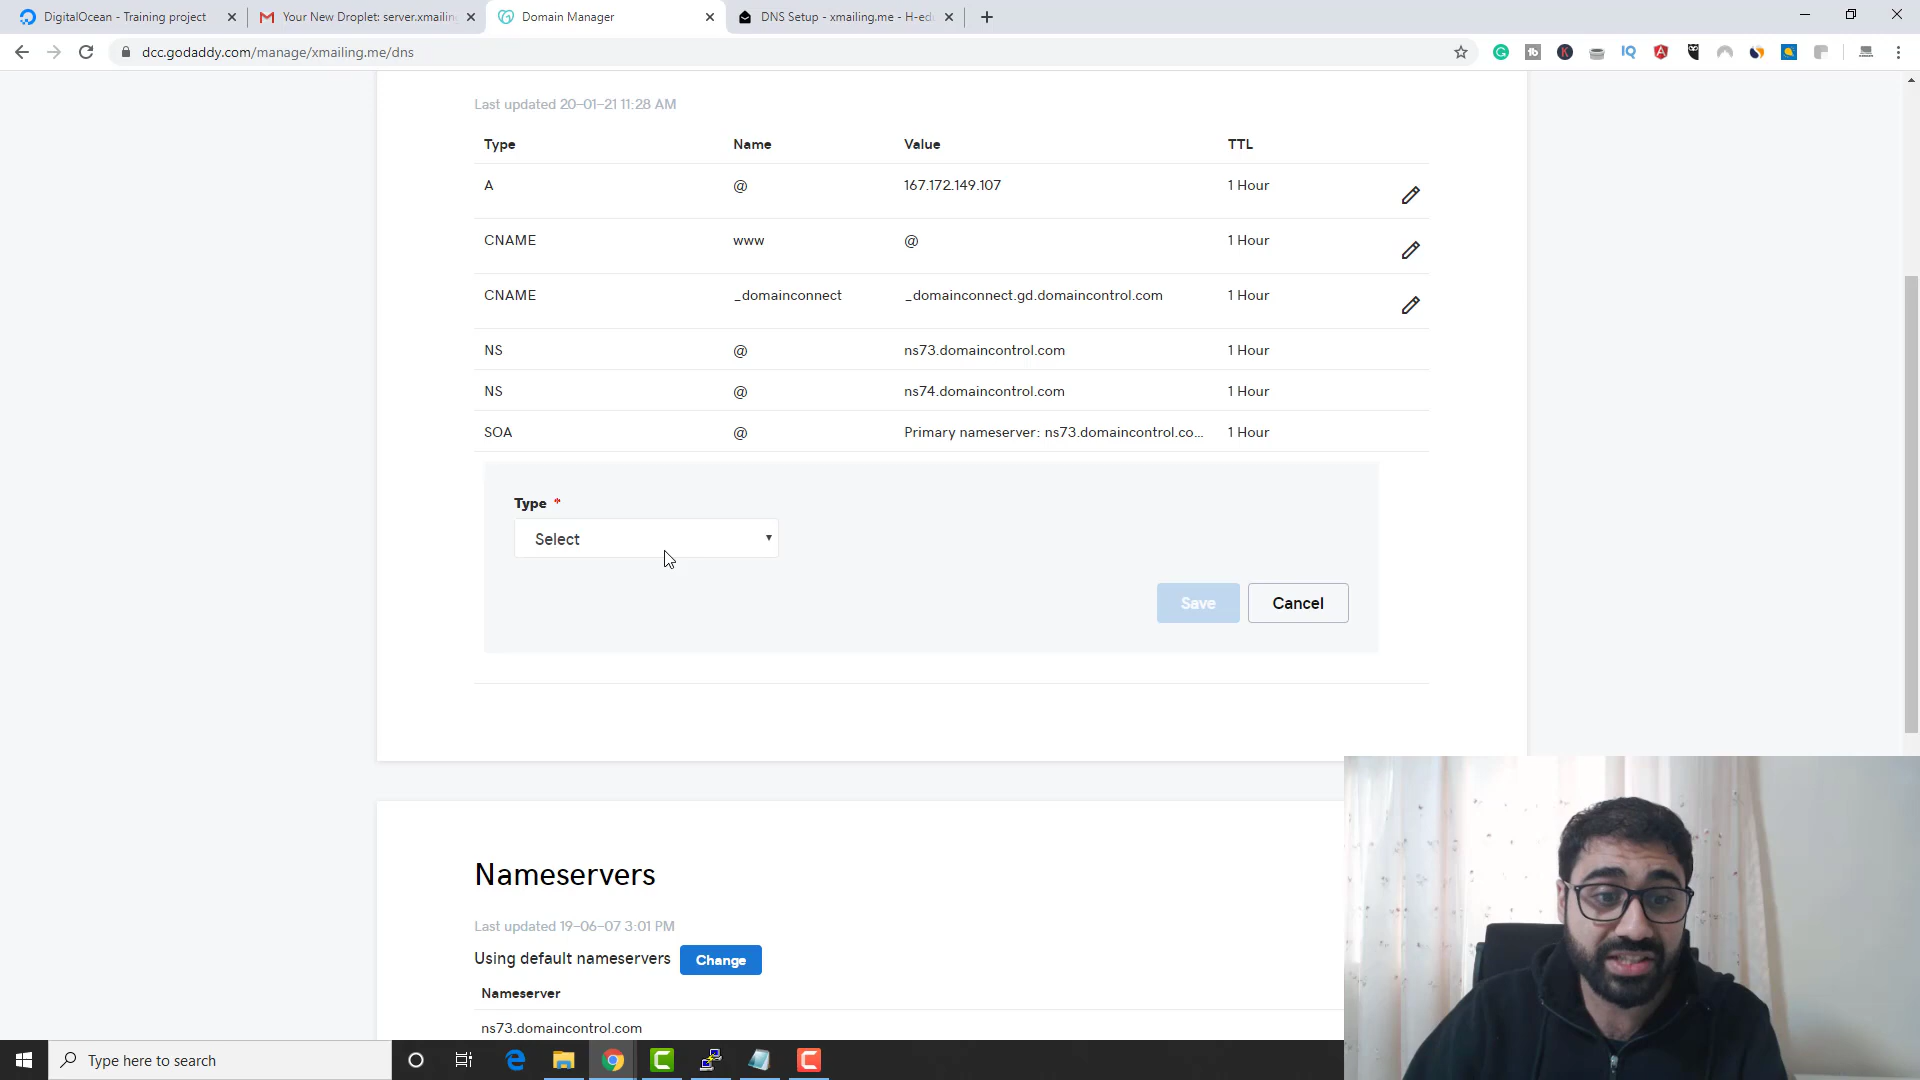 DigitalOcean - Training project
Your New Droplet: server.xmailing
Domain Manager
DNS Setup - xmailing.me - H-edu
dcc.godaddy.com/manage/xmailing.me/dns
Last updated 20-01-21 11:28 AM
Type Name Value TTL
A @ 167.172.149.107 1 Hour
CNAME www @ 1 Hour
CNAME _domainconnect _domainconnect.gd.domaincontrol.com 1 Hour
NS @ ns73.domaincontrol.com 1 Hour
NS @ ns74.domaincontrol.com 1 Hour
SOA @ Primary nameserver: ns73.domaincontrol.co... 1 Hour
Type *
Select
Save Cancel
Nameservers
Last updated 19-06-07 3:01 PM
Using default nameservers Change
Nameserver
ns73.domaincontrol.com
Type here to search